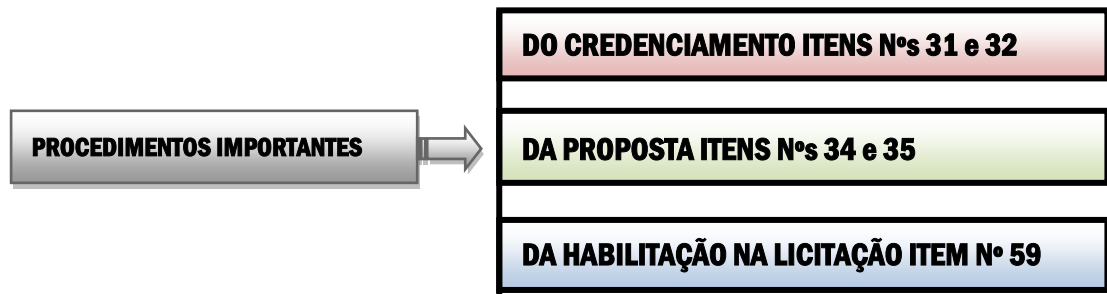 PROCEDIMENTOS IMPORTANTES
DO CREDENCIAMENTO ITENS Nºs 31 e 32
DA PROPOSTA ITENS Nºs 34 e 35
DA HABILITAÇÃO NA LICITAÇÃO ITEM Nº 59